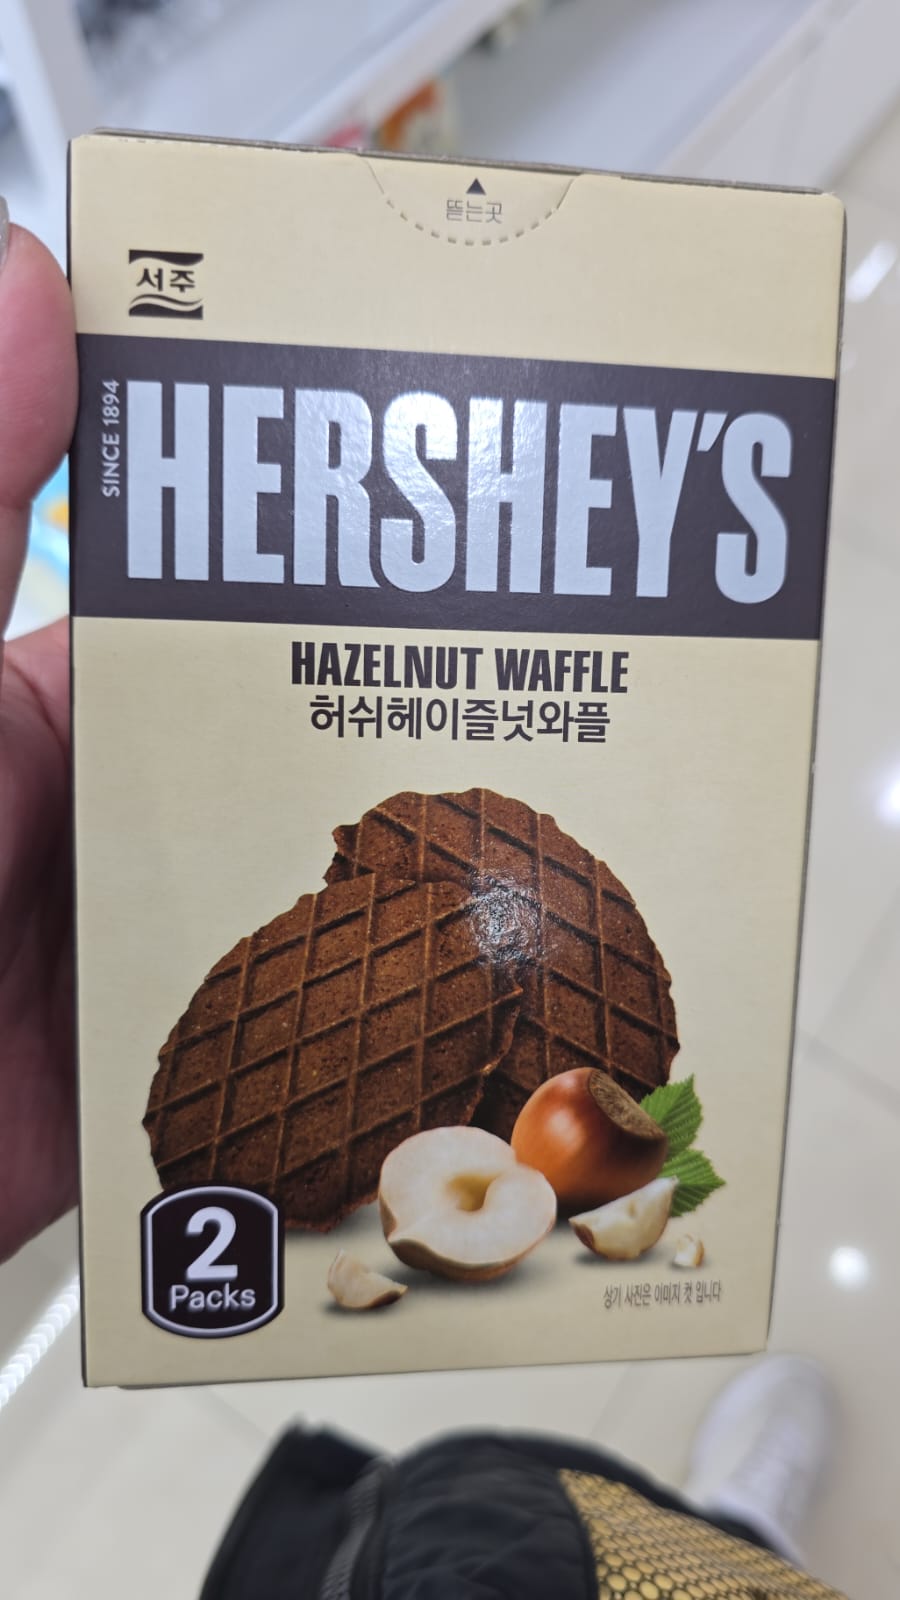 뜯는곳
서주
SINCE 1894
HERSHEY'S
HAZELNUT WAFFLE
허쉬헤이즐넛와플
2
Packs
상기 사진은 이미지 컷 입니다